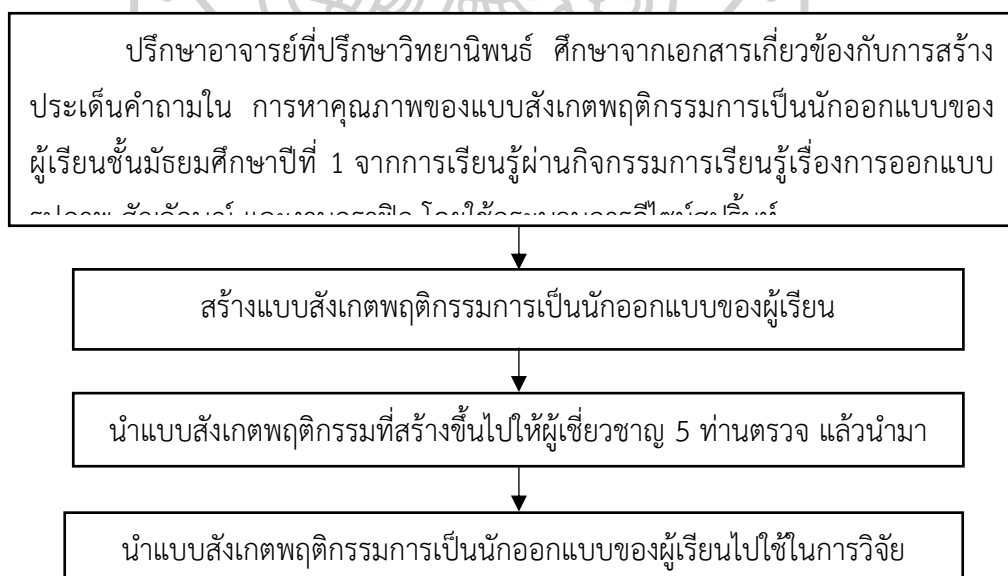 ปรึกษาอาจารย์ที่ปรึกษาวิทยานิพนธ์ ศึกษาจากเอกสารเกี่ยวข้องกับการสร้าง
ประเด็นคำถามใน การหาคุณภาพของแบบสังเกตพฤติกรรมการเป็นนักออกแบบของ
ผู้เรียนชั้นมัธยมศึกษาปีที่ 1 จากการเรียนรู้ผ่านกิจกรรมการเรียนรู้เรื่องการออกแบบ
สร้างแบบสังเกตพฤติกรรมการเป็นนักออกแบบของผู้เรียน
นำแบบสังเกตพฤติกรรมที่สร้างขึ้นไปให้ผู้เชี่ยวชาญ 5 ท่านตรวจ แล้วนำมา
นำแบบสังเกตพฤติกรรมการเป็นนักออกแบบของผู้เรียนไปใช้ในการวิจัย